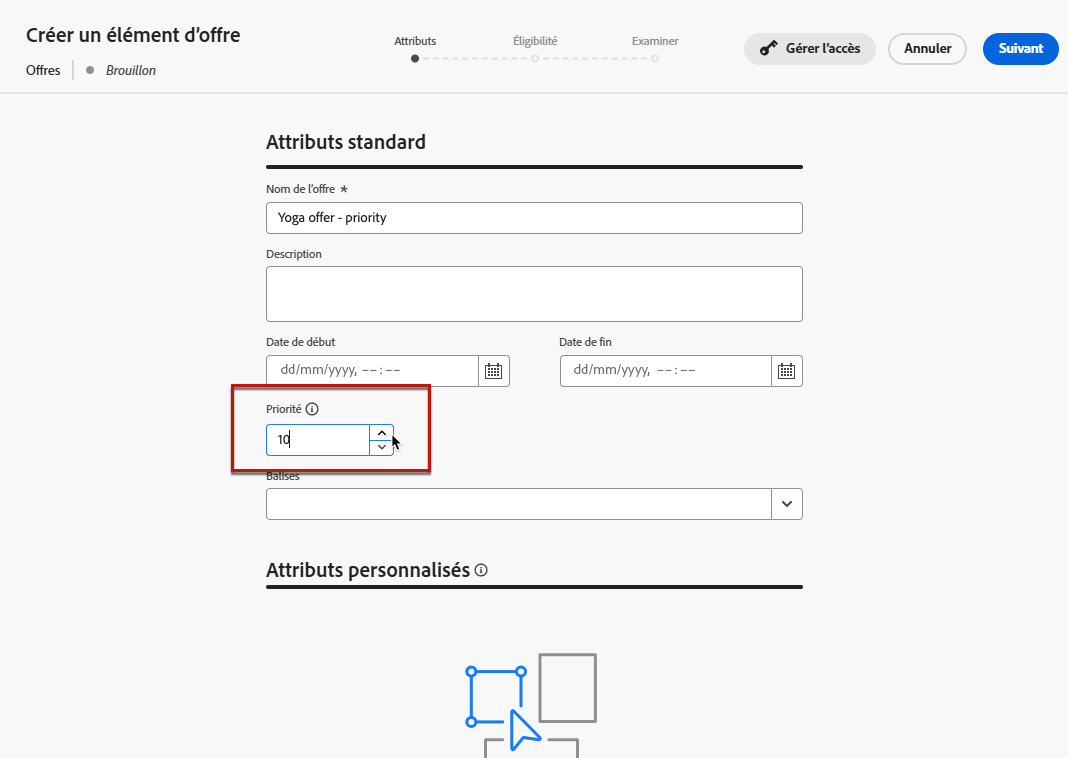 Créer un élément d'offre
Offres
Brouillon
Attributs
Éligibilité
Examiner
Gérer l'accès
Annuler
Suivant
Attributs standard
Nom de l'offre *
Yoga offer - priority
Description
Date de début
Date de fin
dd/mm/yyyy, --:--
dd/mm/yyyy, --:--
Priorité
10
Balises
Attributs personnalisés